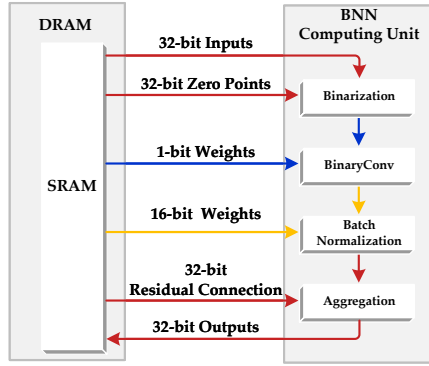 DRAM
BNN
Computing Unit
32-bit Inputs
32-bit Zero Points
Binarization
1-bit Weights
BinaryConv
SRAM
16-bit Weights
Batch
Normalization
32-bit
Residual Connection
Aggregation
32-bit Outputs